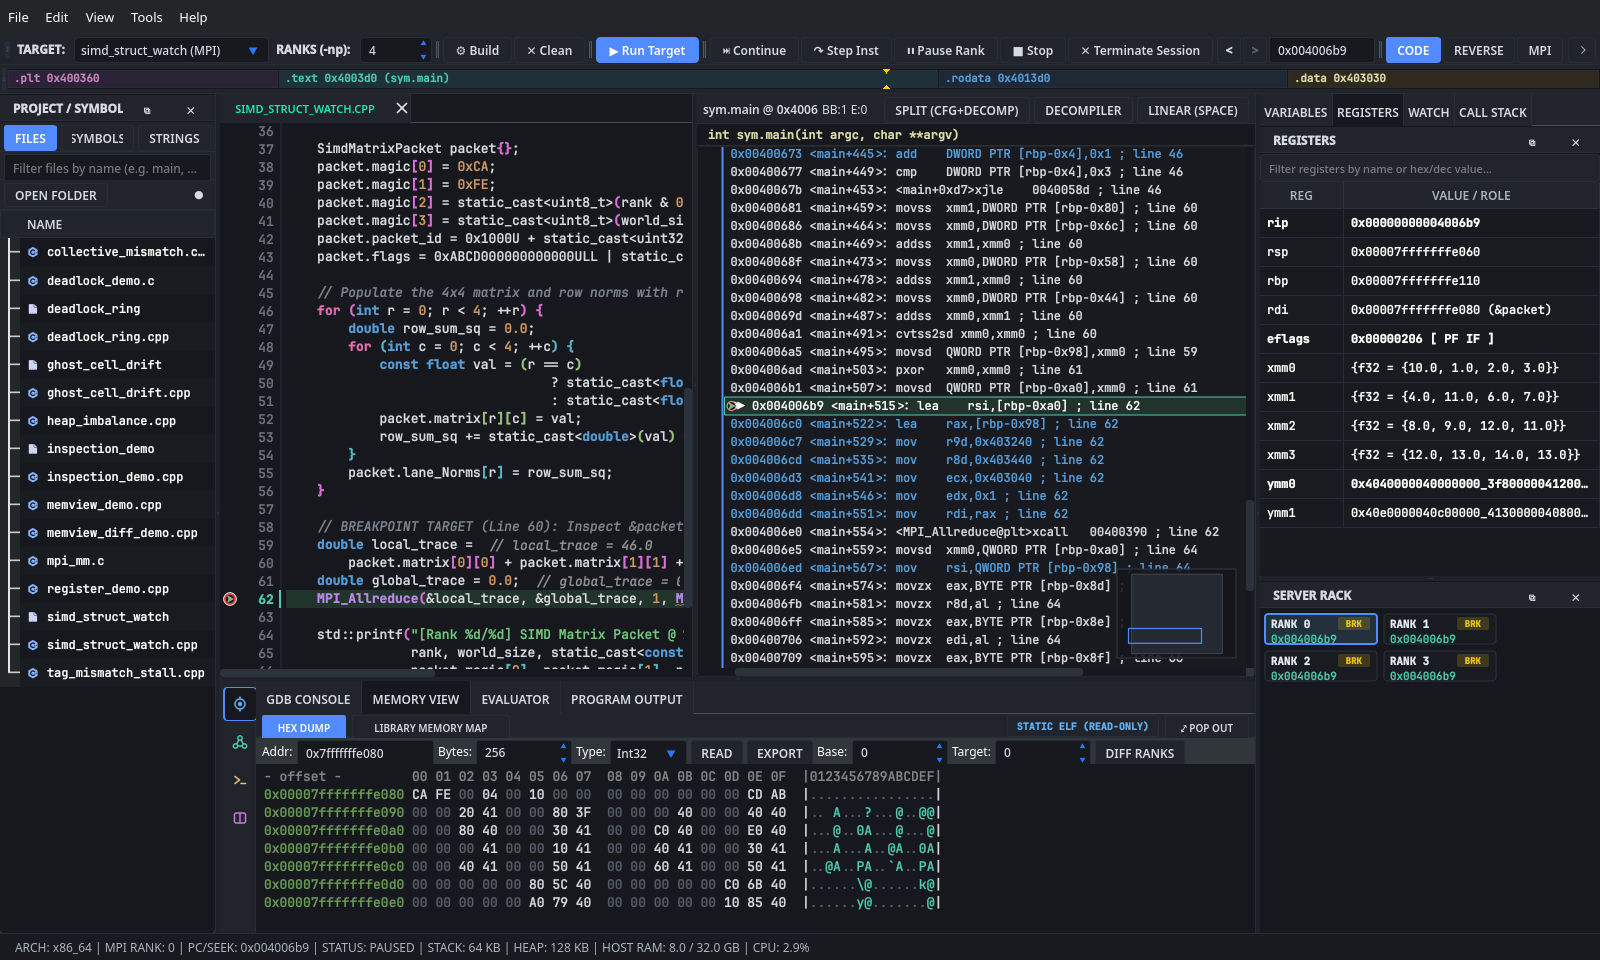 File Edit View Tools Help
TARGET: simd_struct_watch (MPI) RANKS (-np): 4 Build Clean Run Target Continue Step Inst Pause Rank Stop Terminate Session < > 0x004006b9 CODE REVERSE MPI >
.plt 0x400360 .text 0x4003d0 (sym.main) .rodata 0x4013d0 .data 0x403030
PROJECT / SYMBOL
FILES SYMBOLS STRINGS
Filter files by name (e.g. main, ...
OPEN FOLDER
NAME
collective_mismatch.c...
deadlock_demo.c
deadlock_ring
deadlock_ring.cpp
ghost_cell_drift
ghost_cell_drift.cpp
heap_imbalance.cpp
inspection_demo
inspection_demo.cpp
memview_demo.cpp
memview_diff_demo.cpp
mpi_mm.c
register_demo.cpp
simd_struct_watch
simd_struct_watch.cpp
tag_mismatch_stall.cpp
SIMD_STRUCT_WATCH.CPP
36
37 SimdMatrixPacket packet{};
38 packet.magic[0] = 0xCA;
39 packet.magic[1] = 0xFE;
40 packet.magic[2] = static_cast<uint8_t>(rank & 0
41 packet.magic[3] = static_cast<uint8_t>(world_si
42 packet.packet_id = 0x1000U + static_cast<uint32
43 packet.flags = 0xABCD000000000000ULL | static_c
44
45 // Populate the 4x4 matrix and row norms with r
46 for (int r = 0; r < 4; ++r) {
47 double row_sum_sq = 0.0;
48 for (int c = 0; c < 4; ++c) {
49 const float val = (r == c)
50 ? static_cast<flo
51 : static_cast<flo
52 packet.matrix[r][c] = val;
53 row_sum_sq += static_cast<double>(val)
54 }
55 packet.lane_Norms[r] = row_sum_sq;
56 }
57
58 // BREAKPOINT TARGET (Line 60): Inspect &packet
59 double local_trace = // local_trace = 46.0
60 packet.matrix[0][0] + packet.matrix[1][1] +
61 double global_trace = 0.0; // global_trace = (
62 MPI_Allreduce(&local_trace, &global_trace, 1, M
63
64 std::printf("[Rank %d/%d] SIMD Matrix Packet @
65 rank, world_size, static_cast<const
sym.main @ 0x4006 BB:1 E:0 SPLIT (CFG+DECOMP) DECOMPILER LINEAR (SPACE)
int sym.main(int argc, char **argv)
0x00400673 <main+445>: add DWORD PTR [rbp-0x4],0x1 ; line 46
0x00400677 <main+449>: cmp DWORD PTR [rbp-0x4],0x3 ; line 46
0x0040067b <main+453>: <main+0xd7>xjle 0040058d ; line 46
0x00400681 <main+459>: movss xmm1,DWORD PTR [rbp-0x80] ; line 60
0x00400686 <main+464>: movss xmm0,DWORD PTR [rbp-0x6c] ; line 60
0x0040068b <main+469>: addss xmm1,xmm0 ; line 60
0x0040068f <main+473>: movss xmm0,DWORD PTR [rbp-0x58] ; line 60
0x00400694 <main+478>: addss xmm1,xmm0 ; line 60
0x00400698 <main+482>: movss xmm0,DWORD PTR [rbp-0x44] ; line 60
0x0040069d <main+487>: addss xmm0,xmm1 ; line 60
0x004006a1 <main+491>: cvtss2sd xmm0,xmm0 ; line 60
0x004006a5 <main+495>: movsd QWORD PTR [rbp-0x98],xmm0 ; line 59
0x004006ad <main+503>: pxor xmm0,xmm0 ; line 61
0x004006b1 <main+507>: movsd QWORD PTR [rbp-0xa0],xmm0 ; line 61
0x004006b9 <main+515>: lea rsi,[rbp-0xa0] ; line 62
0x004006c0 <main+522>: lea rax,[rbp-0x98] ; line 62
0x004006c7 <main+529>: mov r9d,0x403240 ; line 62
0x004006cd <main+535>: mov r8d,0x403440 ; line 62
0x004006d3 <main+541>: mov ecx,0x403040 ; line 62
0x004006d8 <main+546>: mov edx,0x1 ; line 62
0x004006dd <main+551>: mov rdi,rax ; line 62
0x004006e0 <main+554>: <MPI_Allreduce@plt>xcall 00400390 ; line 62
0x004006e5 <main+559>: movsd xmm0,QWORD PTR [rbp-0xa0] ; line 64
0x004006ed <main+567>: mov rsi,QWORD PTR [rbp-0x98] ; line 64
0x004006f4 <main+574>: movzx eax,BYTE PTR [rbp-0x8d] ;
0x004006fb <main+581>: movzx r8d,al ; line 64
0x004006ff <main+585>: movzx eax,BYTE PTR [rbp-0x8e] ;
0x00400706 <main+592>: movzx edi,al ; line 64
0x00400709 <main+595>: movzx eax,BYTE PTR [rbp-0x8f] ;
VARIABLES REGISTERS WATCH CALL STACK
REGISTERS
Filter registers by name or hex/dec value...
REG VALUE / ROLE
rip 0x00000000004006b9
rsp 0x00007fffffffe060
rbp 0x00007fffffffe110
rdi 0x00007fffffffe080 (&packet)
eflags 0x00000206 [ PF IF ]
xmm0 {f32 = {10.0, 1.0, 2.0, 3.0}}
xmm1 {f32 = {4.0, 11.0, 6.0, 7.0}}
xmm2 {f32 = {8.0, 9.0, 12.0, 11.0}}
xmm3 {f32 = {12.0, 13.0, 14.0, 13.0}}
ymm0 0x4040000040000000_3f80000041200...
ymm1 0x40e0000040c00000_4130000040800...
SERVER RACK
RANK 0 BRK RANK 1 BRK
0x004006b9 0x004006b9
RANK 2 BRK RANK 3 BRK
0x004006b9 0x004006b9
GDB CONSOLE MEMORY VIEW EVALUATOR PROGRAM OUTPUT
HEX DUMP LIBRARY MEMORY MAP STATIC ELF (READ-ONLY) POP OUT
Addr: 0x7fffffffe080 Bytes: 256 Type: Int32 READ EXPORT Base: 0 Target: 0 DIFF RANKS
- offset - 00 01 02 03 04 05 06 07 08 09 0A 0B 0C 0D 0E 0F |0123456789ABCDEF|
0x00007fffffffe080 CA FE 00 04 00 10 00 00 00 00 00 00 00 00 CD AB |................|
0x00007fffffffe090 00 00 20 41 00 00 80 3F 00 00 00 40 00 00 40 40 |.. A...?...@..@@|
0x00007fffffffe0a0 00 00 80 40 00 00 30 41 00 00 C0 40 00 00 E0 40 |...@..0A...@...@|
0x00007fffffffe0b0 00 00 00 41 00 00 10 41 00 00 40 41 00 00 30 41 |...A...A..@A..0A|
0x00007fffffffe0c0 00 00 40 41 00 00 50 41 00 00 60 41 00 00 50 41 |..@A..PA..`A..PA|
0x00007fffffffe0d0 00 00 00 00 00 80 5C 40 00 00 00 00 00 C0 6B 40 |......\@......k@|
0x00007fffffffe0e0 00 00 00 00 00 A0 79 40 00 00 00 00 00 10 85 40 |......y@.......@|
ARCH: x86_64 | MPI RANK: 0 | PC/SEEK: 0x004006b9 | STATUS: PAUSED | STACK: 64 KB | HEAP: 128 KB | HOST RAM: 8.0 / 32.0 GB | CPU: 2.9%